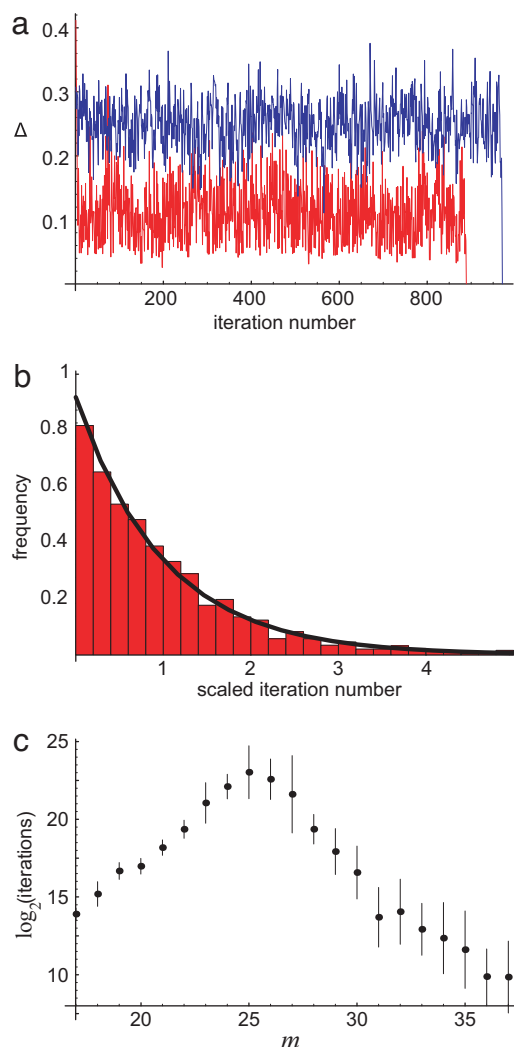 a
0.4
0.3
Δ
0.2
0.1
200 400 600 800
iteration number
b
1
0.8
0.6
frequency
0.4
0.2
1 2 3 4
scaled iteration number
c
25
22
log2(iterations)
15
12
10
20 25 30 35
m